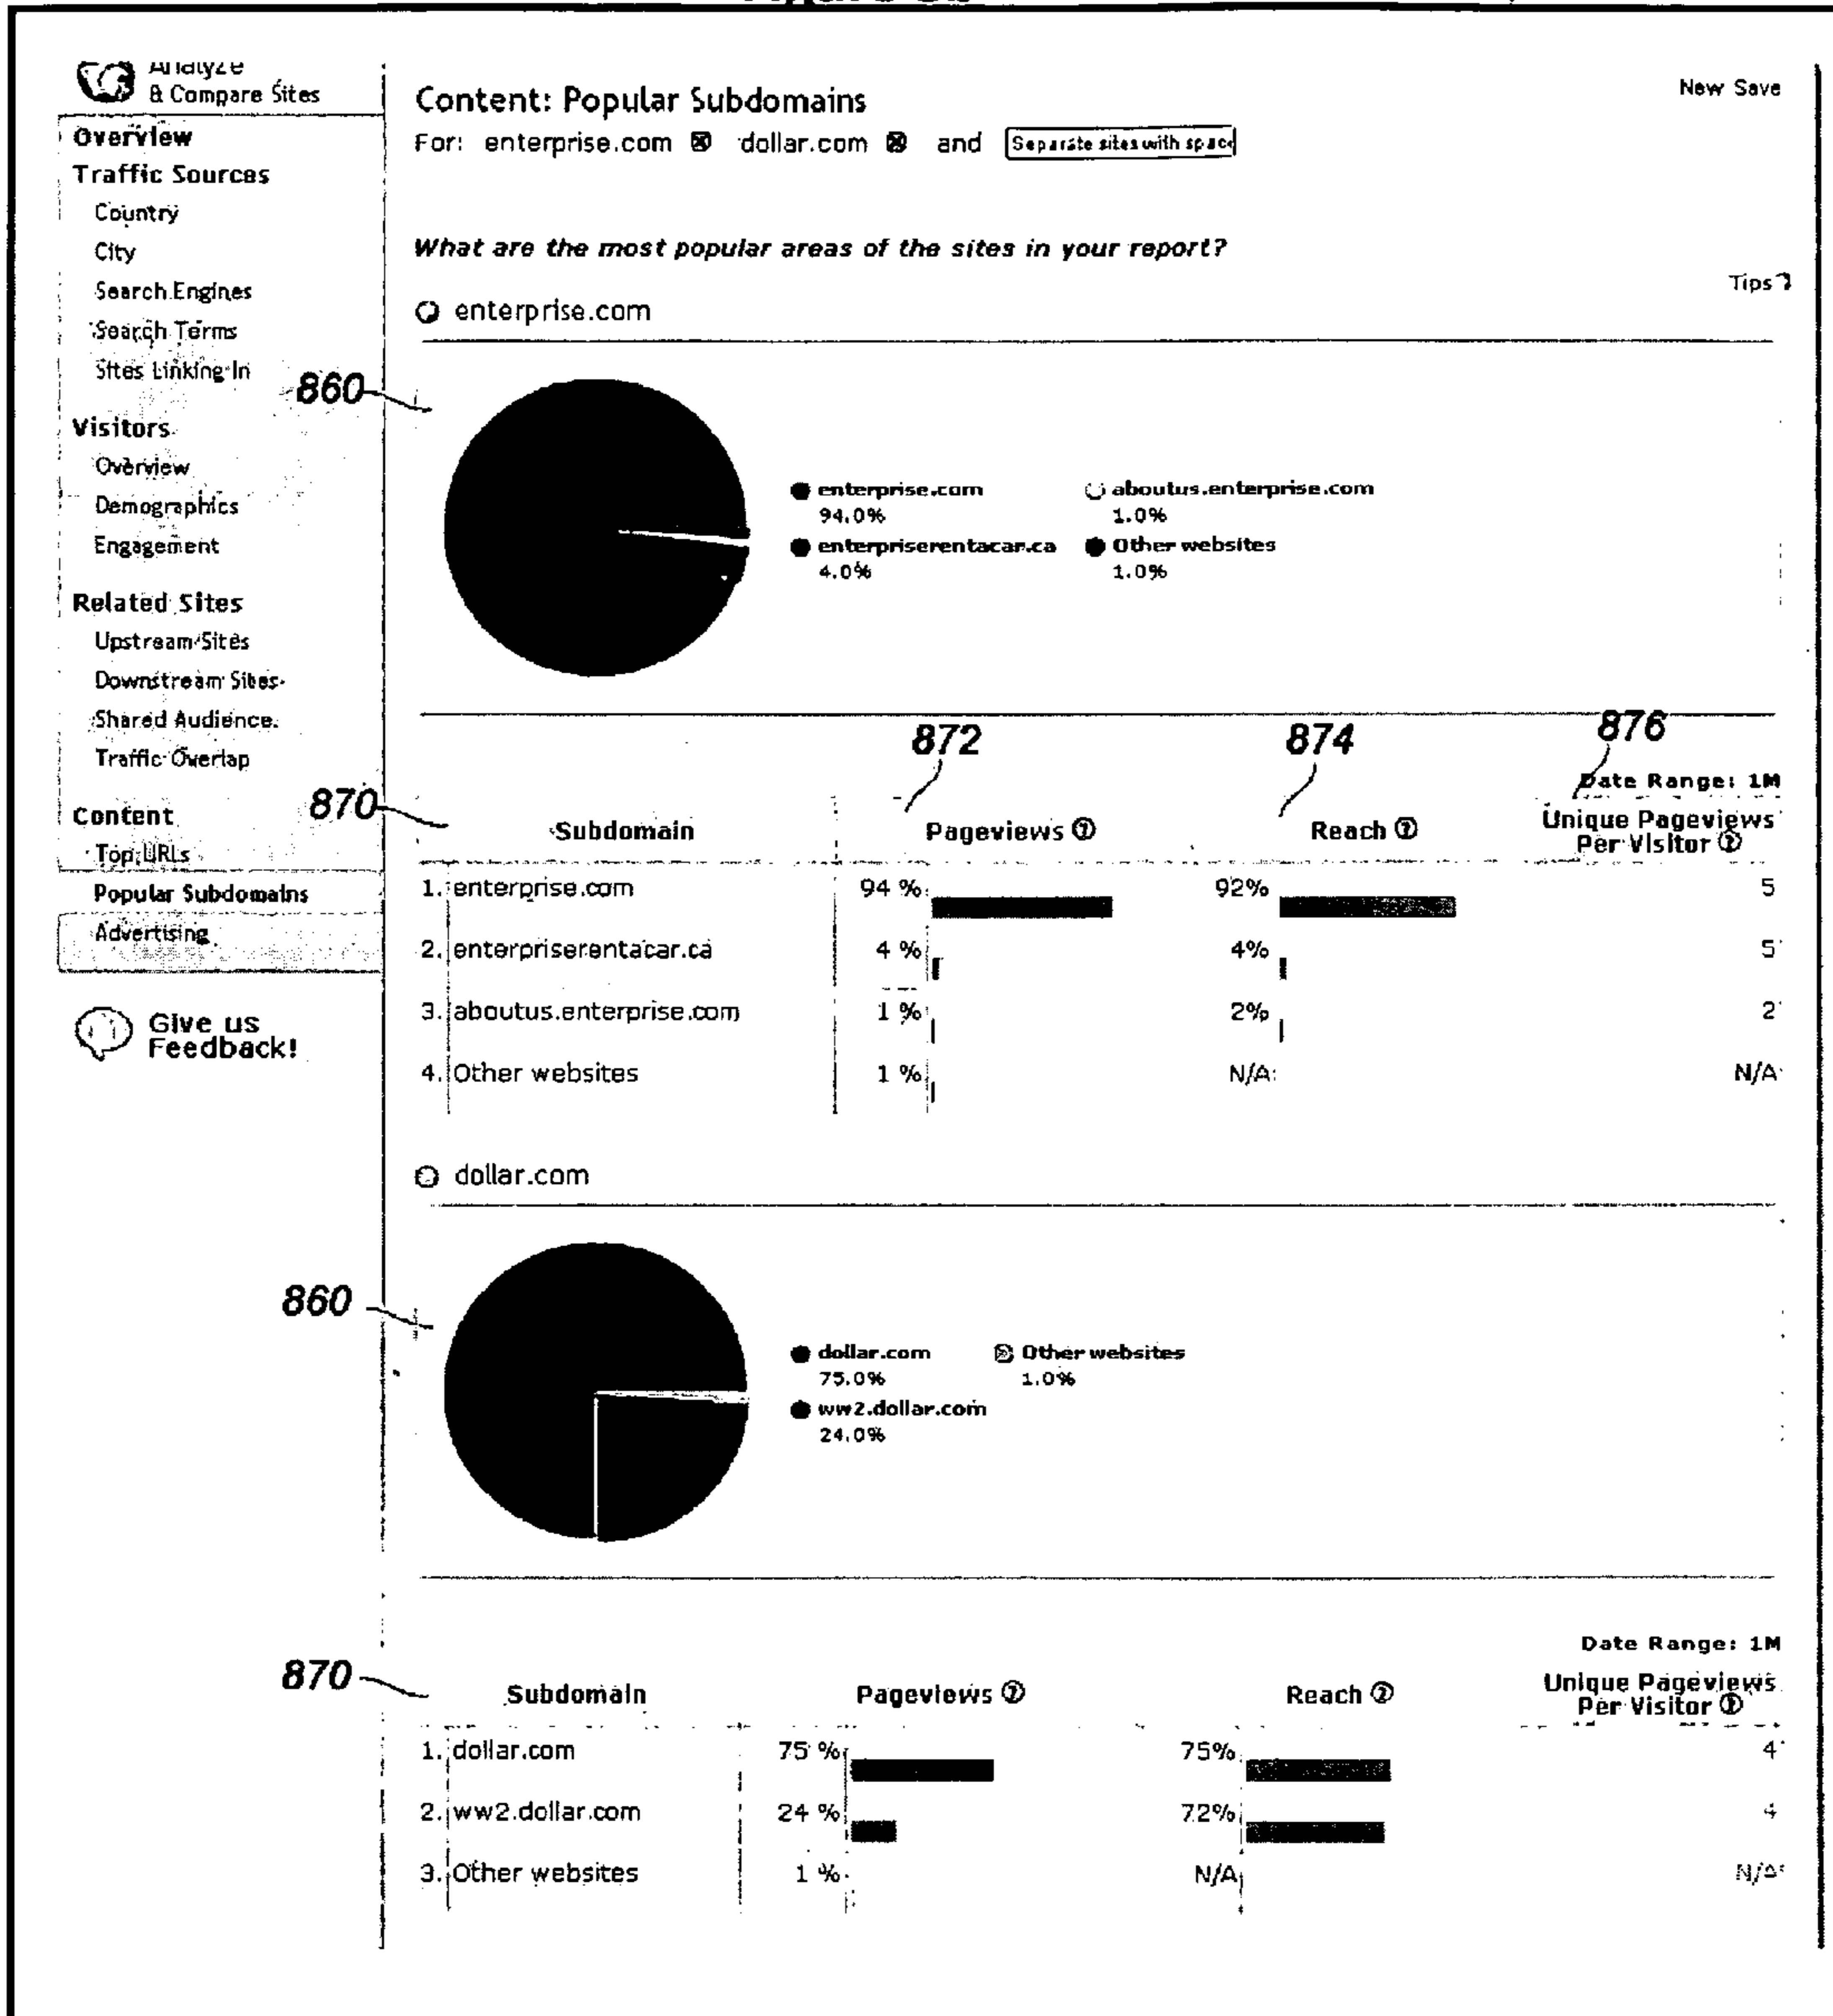 Analyze
& Compare Sites
Overview
Traffic Sources
Country
City
Search Engines
Search Terms
Sites Linking In
Visitors
Overview
Demographics
Engagement
Related Sites
Upstream Sites
Downstream Sites
Shared Audience
Traffic Overlap
Content
Top URLs
Popular Subdomains
Advertising
Give us
Feedback!
Content: Popular Subdomains
New Save
For: enterprise.com dollar.com and Separate sites with space
What are the most popular areas of the sites in your report?
Tips ?
enterprise.com
860
enterprise.com aboutus.enterprise.com
94.0% 1.0%
enterpriserentacar.ca Other websites
4.0% 1.0%
872 874 876
Date Range: 1M
870
Subdomain Pageviews ? Reach ? Unique Pageviews
Per Visitor ?
1. enterprise.com 94 % 92% 5
2. enterpriserentacar.ca 4 % 4% 5
3. aboutus.enterprise.com 1 % 2% 2
4. Other websites 1 % N/A N/A
dollar.com
860
dollar.com Other websites
75.0% 1.0%
ww2.dollar.com
24.0%
Date Range: 1M
870
Subdomain Pageviews ? Reach ? Unique Pageviews
Per Visitor ?
1. dollar.com 75 % 75% 4
2. ww2.dollar.com 24 % 72% 4
3. Other websites 1 % N/A N/A